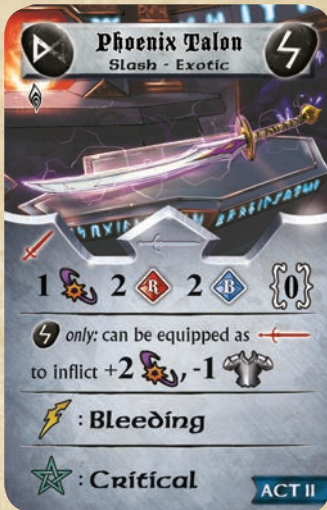 Phoenix Talon
Slash - Exotic
1 2 R 2 B {0}
only: can be equipped as
to inflict +2 , -1
: Bleeding
: Critical
ACT II